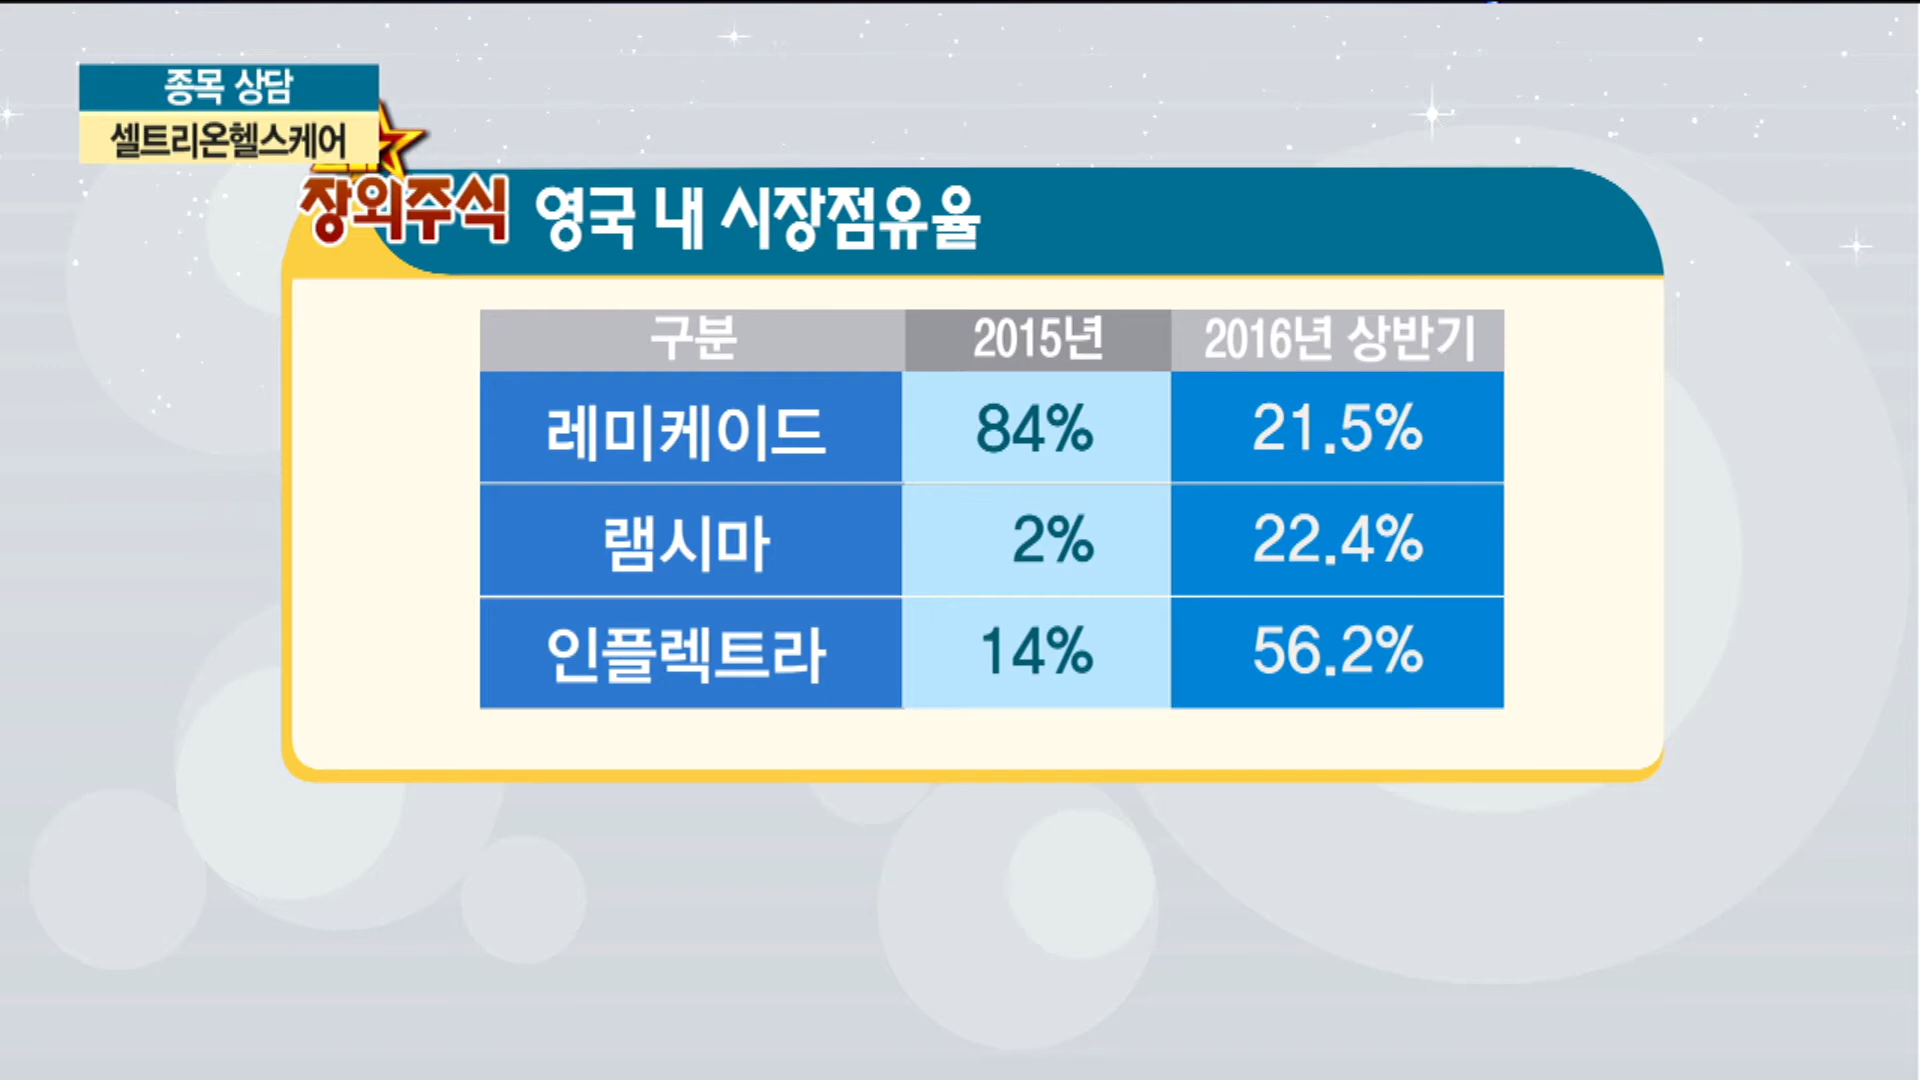 종목 상담
셀트리온헬스케어
장외주식 영국 내 시장점유율
구분 2015년 2016년 상반기
레미케이드 84% 21.5%
램시마 2% 22.4%
인플렉트라 14% 56.2%